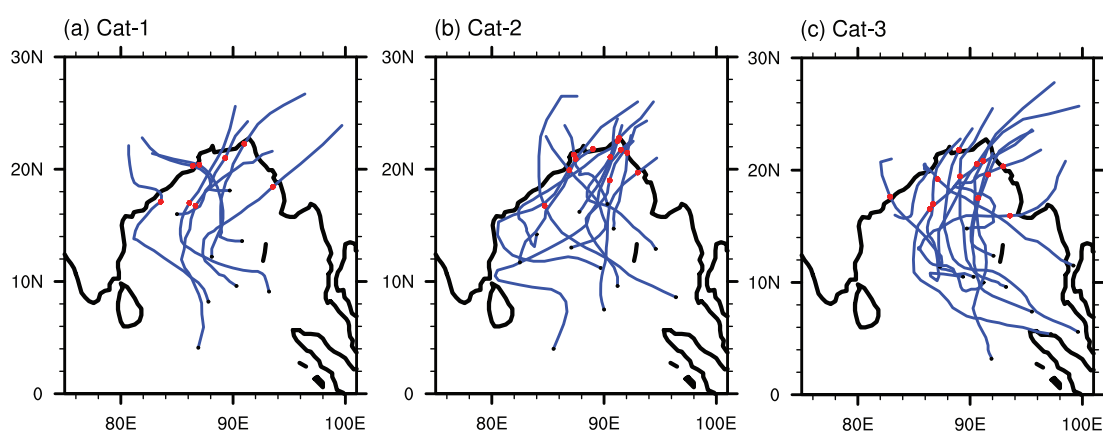 (a) Cat-1 (b) Cat-2 (c) Cat-3
30N 30N 30N
20N 20N 20N
10N 10N 10N
0 0 0
80E 90E 100E 80E 90E 100E 80E 90E 100E